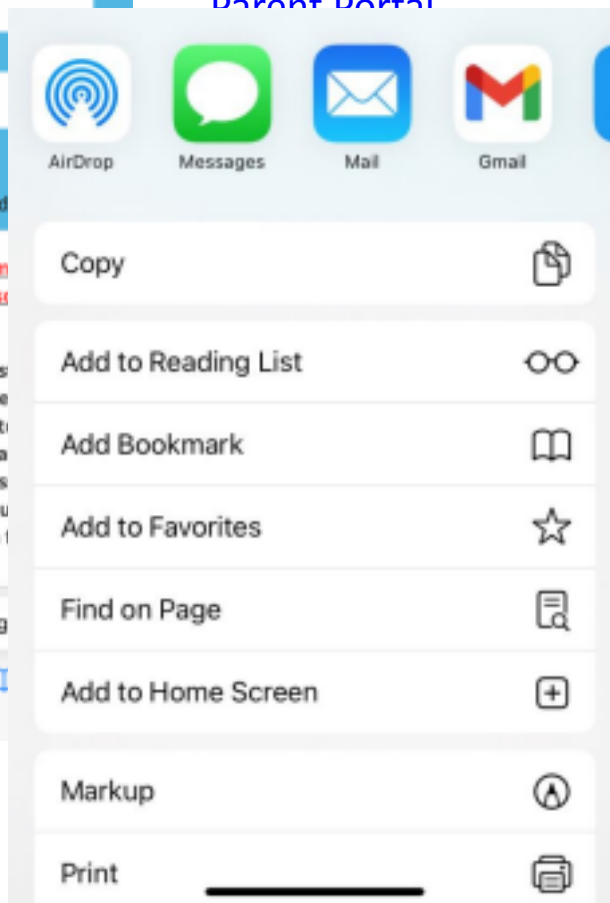 Parent Portal
AirDrop
Messages
Mail
Gmail
Copy
Add to Reading List
Add Bookmark
Add to Favorites
Find on Page
Add to Home Screen
Markup
Print